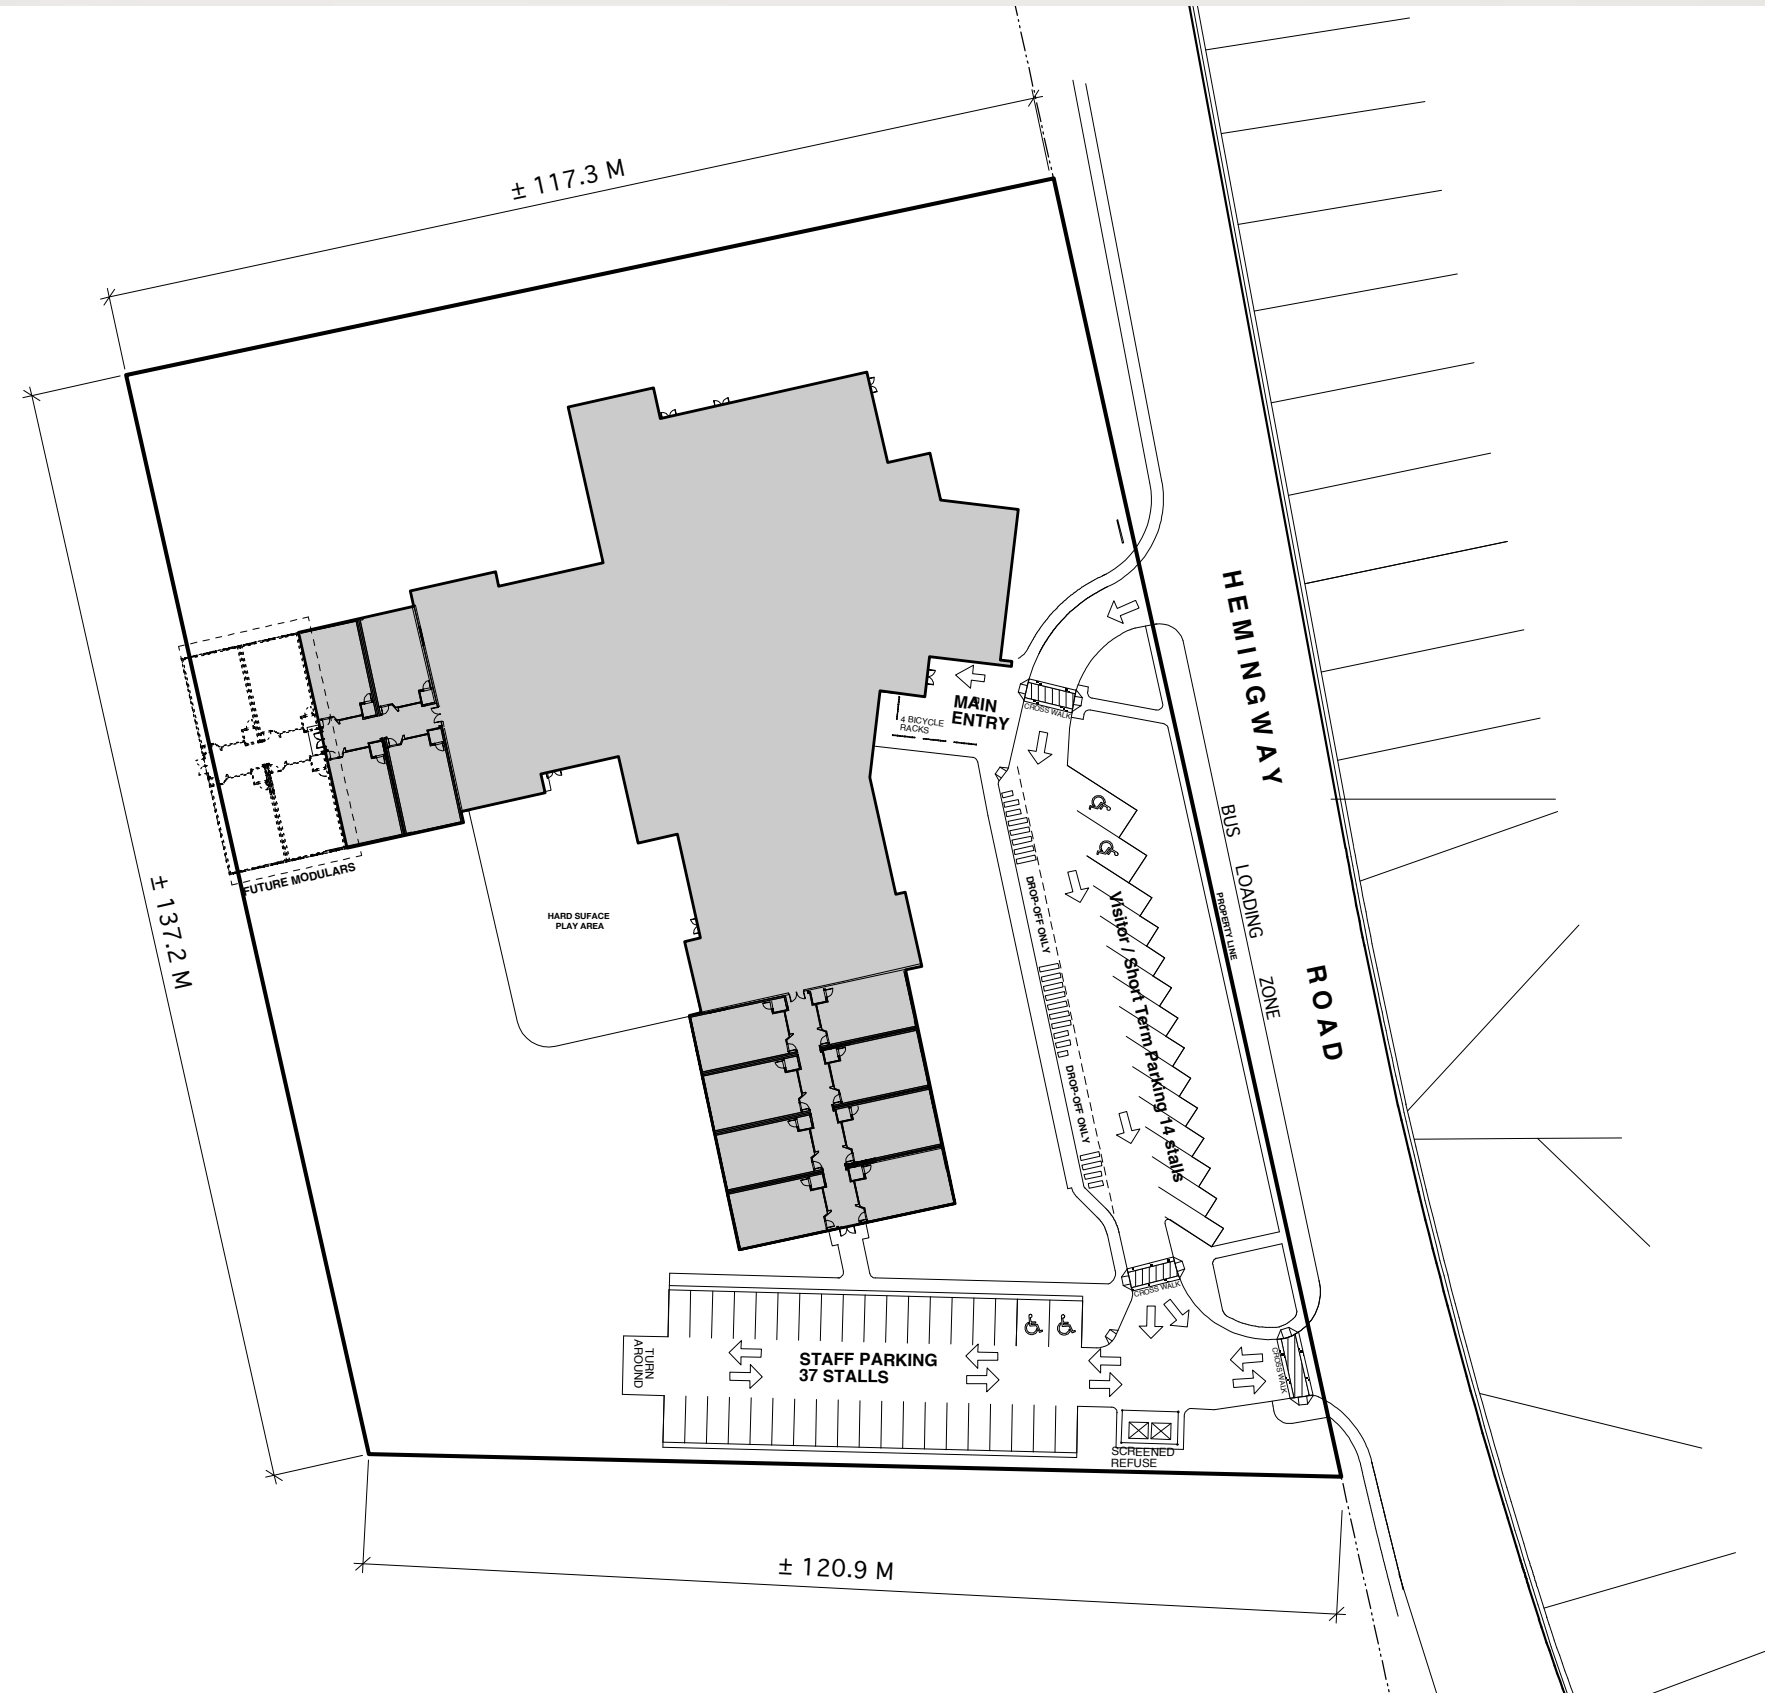 ± 117.3 M
HEMINGWAY
ROAD
MAIN
ENTRY
4 BICYCLE
RACKS
CROSS WALK
BUS LOADING ZONE
PROPERTY LINE
DROP-OFF ONLY
Visitor / Short Term Parking 14 stalls
DROP-OFF ONLY
FUTURE MODULARS
± 137.2 M
HARD SUFACE
PLAY AREA
CROSS WALK
TURN
AROUND
STAFF PARKING
37 STALLS
CROSS WALK
SCREENED
REFUSE
± 120.9 M